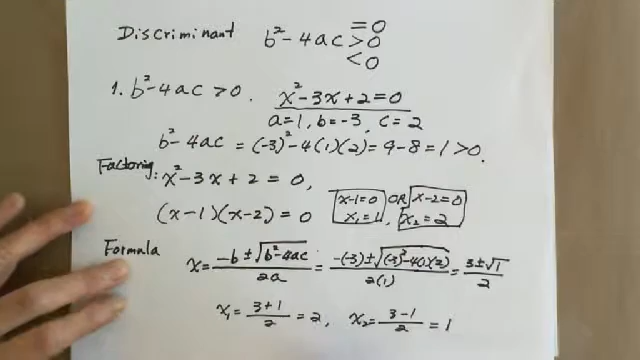 Discriminant b²-4ac =0
>0
<0
1. b²-4ac >0. x²-3x+2=0
a=1, b=-3, c=2
b²-4ac = (-3)²-4(1)(2)= 9-8=1>0.
Factoring: x²-3x+2=0,
(x-1)(x-2)=0 x-1=0 OR x-2=0
x₁=1, x₂=2
Formula x= (-b±√(b²-4ac))/2a = (-(-3)±√((-3)²-4(1)(2)))/2(1) = (3±√1)/2
x₁= (3+1)/2 =2, x₂= (3-1)/2 =1